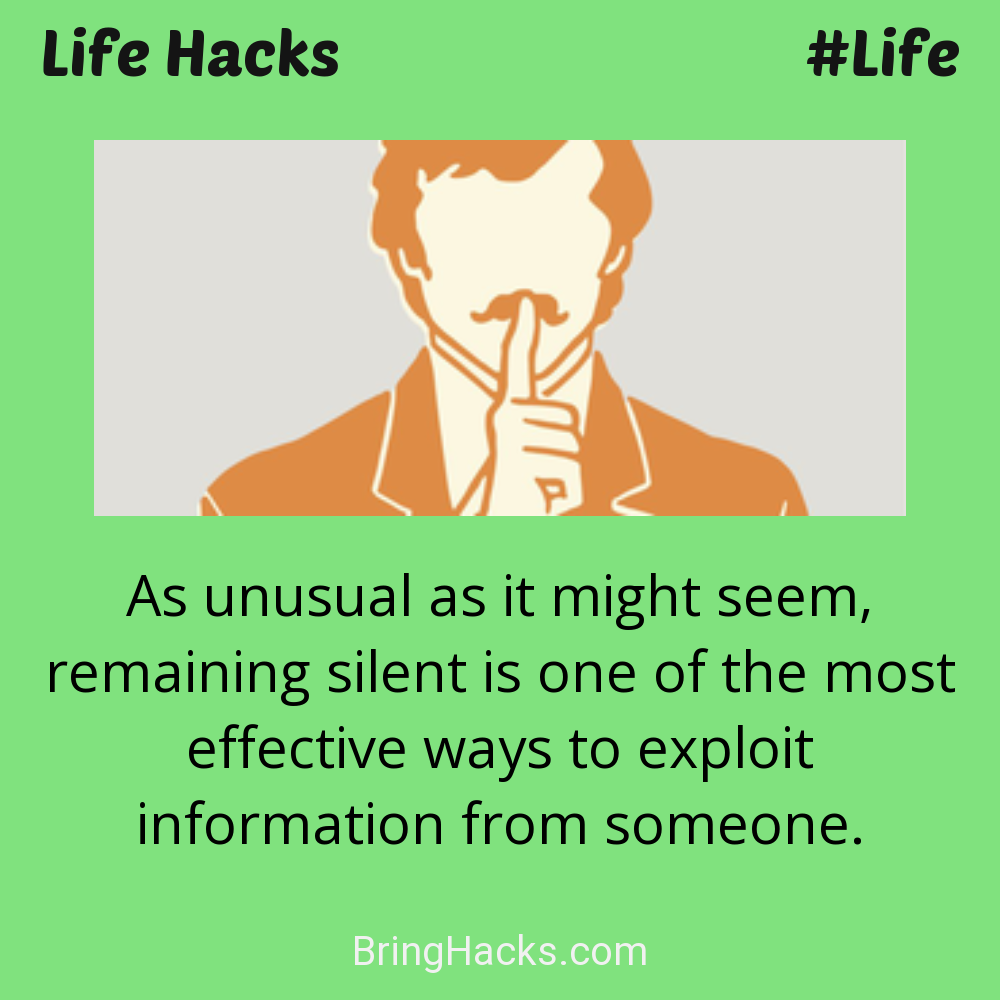 Life Hacks
#Life
As unusual as it might seem,
remaining silent is one of the most
effective ways to exploit
information from someone.
BringHacks.com